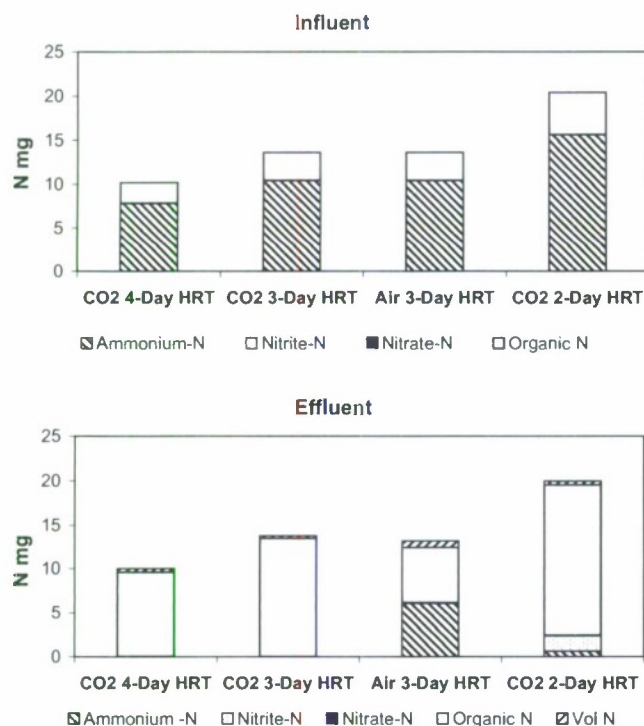 Influent
N mg
25
20
15
10
5
0
CO2 4-Day HRT CO2 3-Day HRT Air 3-Day HRT CO2 2-Day HRT
Ammonium-N Nitrite-N Nitrate-N Organic N
Effluent
N mg
25
20
15
10
5
0
CO2 4-Day HRT CO2 3-Day HRT Air 3-Day HRT CO2 2-Day HRT
Ammonium -N Nitrite-N Nitrate-N Organic N Vol N